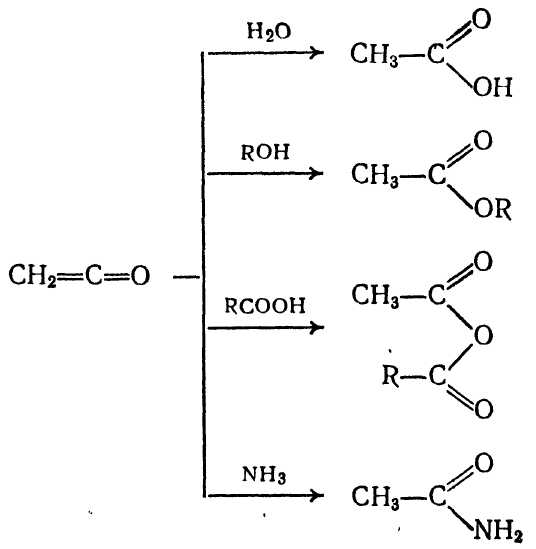 H₂O
CH₃—C
O
OH
ROH
CH₃—C
O
OR
CH₂=C=O
RCOOH
CH₃—C
O
O
R—C
O
NH₃
CH₃—C
O
NH₂